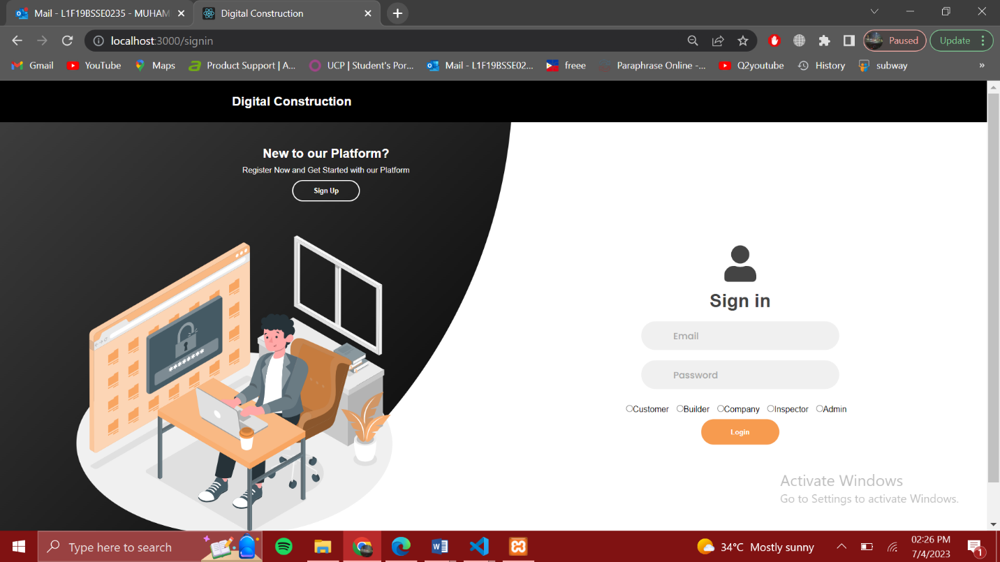 Mail - L1F19BSSE0235 - MUHAM
Digital Construction
localhost:3000/signin
Paused
Update
Gmail
YouTube
Maps
Product Support | A...
UCP | Student's Por...
Mail - L1F19BSSE02...
freee
Paraphrase Online -...
Q2youtube
History
subway
»
Digital Construction
New to our Platform?
Register Now and Get Started with our Platform
Sign Up
********
Sign in
Email
Password
Customer Builder Company Inspector Admin
Login
Activate Windows
Go to Settings to activate Windows.
Type here to search
34°C Mostly sunny
02:26 PM
7/4/2023
1